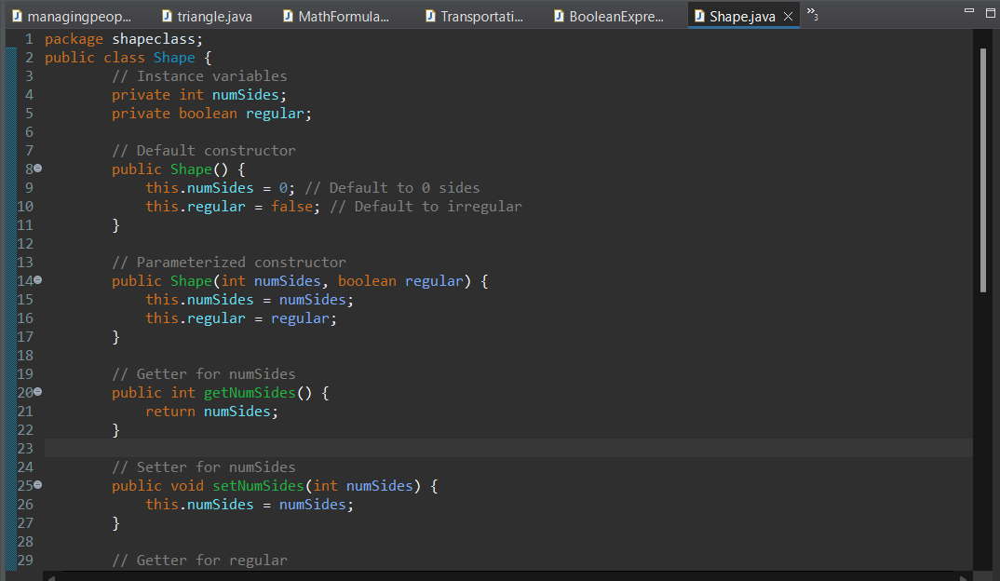 managingpeop... triangle.java MathFormula... Transportati... BooleanExpre... Shape.java »3
1 package shapeclass;
2 public class Shape {
3 // Instance variables
4 private int numSides;
5 private boolean regular;
6
7 // Default constructor
8 public Shape() {
9 this.numSides = 0; // Default to 0 sides
10 this.regular = false; // Default to irregular
11 }
12
13 // Parameterized constructor
14 public Shape(int numSides, boolean regular) {
15 this.numSides = numSides;
16 this.regular = regular;
17 }
18
19 // Getter for numSides
20 public int getNumSides() {
21 return numSides;
22 }
23
24 // Setter for numSides
25 public void setNumSides(int numSides) {
26 this.numSides = numSides;
27 }
28
29 // Getter for regular